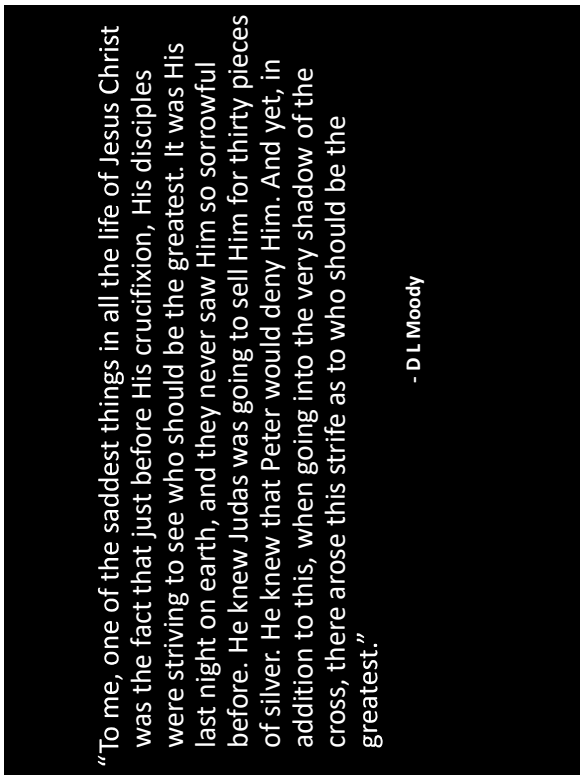 “To me, one of the saddest things in all the life of Jesus Christ
was the fact that just before His crucifixion, His disciples
were striving to see who should be the greatest. It was His
last night on earth, and they never saw Him so sorrowful
before. He knew Judas was going to sell Him for thirty pieces
of silver. He knew that Peter would deny Him. And yet, in
addition to this, when going into the very shadow of the
cross, there arose this strife as to who should be the
greatest.”
- D L Moody